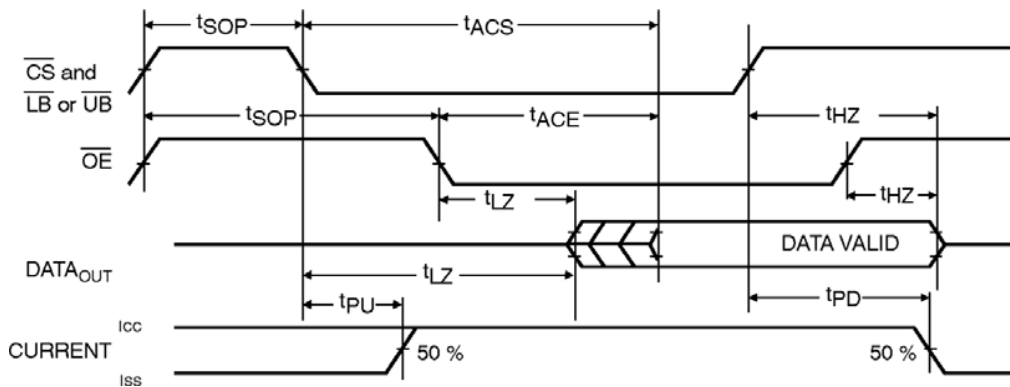 tSOP tACS
CS and
LB or UB
tSOP tACE tHZ
OE
tLZ tHZ
DATA VALID
DATAOUT tLZ
tPU tPD
ICC
CURRENT 50 % 50 %
ISS